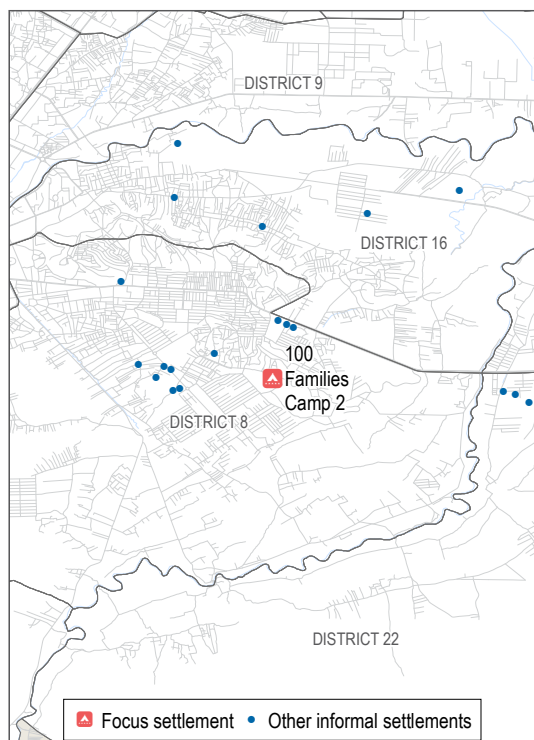 DISTRICT 9
DISTRICT 16
100
Families
Camp 2
DISTRICT 8
DISTRICT 22
Focus settlement
Other informal settlements